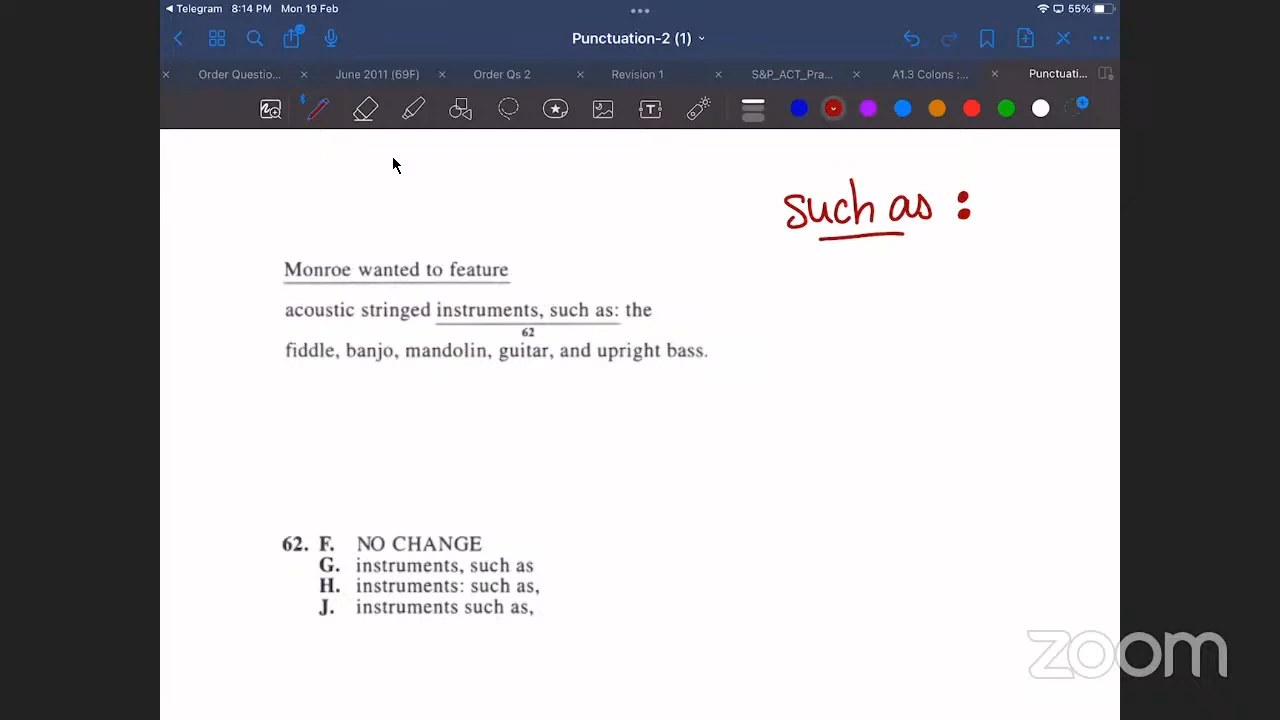 Telegram 8:14 PM Mon 19 Feb 55%
Punctuation-2 (1)
Order Questio... June 2011 (69F) Order Qs 2 Revision 1 S&P_ACT_Pra... A1.3 Colons :... Punctuati...
such as :
Monroe wanted to feature
acoustic stringed instruments, such as: the
62
fiddle, banjo, mandolin, guitar, and upright bass.
62. F. NO CHANGE
G. instruments, such as
H. instruments: such as,
J. instruments such as,
zoom